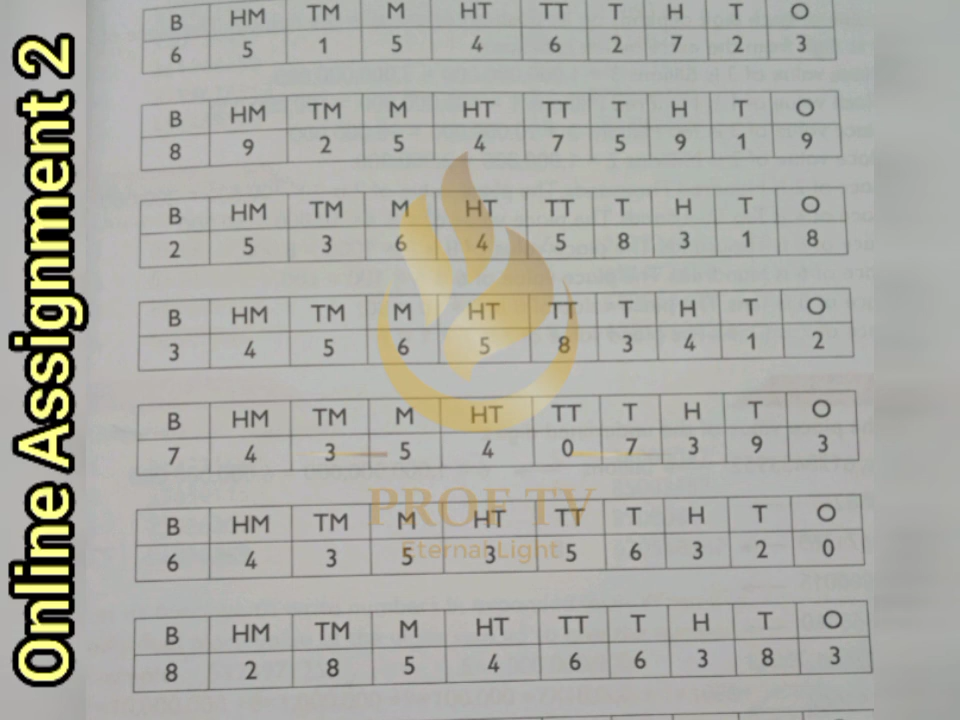 Online Assignment 2
B HM TM M HT TT T H T O
6 5 1 5 4 6 2 7 2 3
B HM TM M HT TT T H T O
8 9 2 5 4 7 5 9 1 9
B HM TM M HT TT T H T O
2 5 3 6 4 5 8 3 1 8
B HM TM M HT TT T H T O
3 4 5 6 5 8 3 4 1 2
B HM TM M HT TT T H T O
7 4 3 5 4 0 7 3 9 3
PROF TV
Eternal Light
B HM TM M HT TT T H T O
6 4 3 5 3 5 6 3 2 0
B HM TM M HT TT T H T O
8 2 8 5 4 6 6 3 8 3